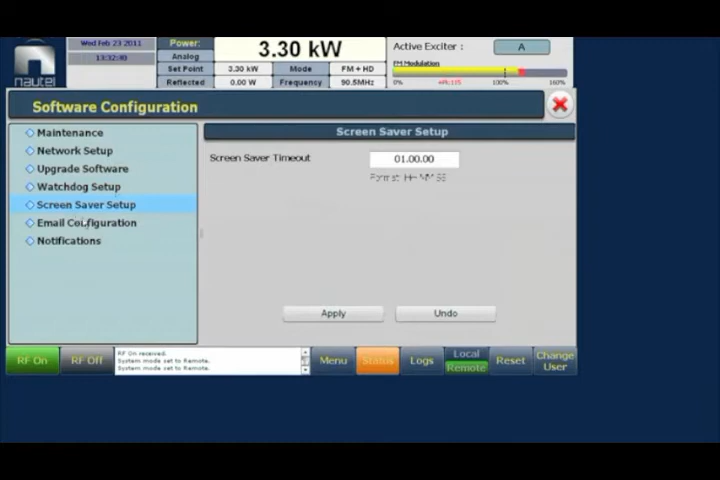 nautel
Wed Feb 23 2011
13:32:40
Power:
Analog
3.30 kW
Set Point
3.30 kW
Mode
FM + HD
Reflected
0.00 W
Frequency
90.5MHz
Active Exciter :
A
FM Modulation
0%
100%
160%
Software Configuration
Maintenance
Network Setup
Upgrade Software
Watchdog Setup
Screen Saver Setup
Email Configuration
Notifications
Screen Saver Setup
Screen Saver Timeout
01.00.00
Format: HH MM SS
Apply
Undo
RF On
RF Off
RF On received.
System mode set to Remote.
System mode set to Remote.
Menu
Status
Logs
Local
Remote
Reset
Change
User